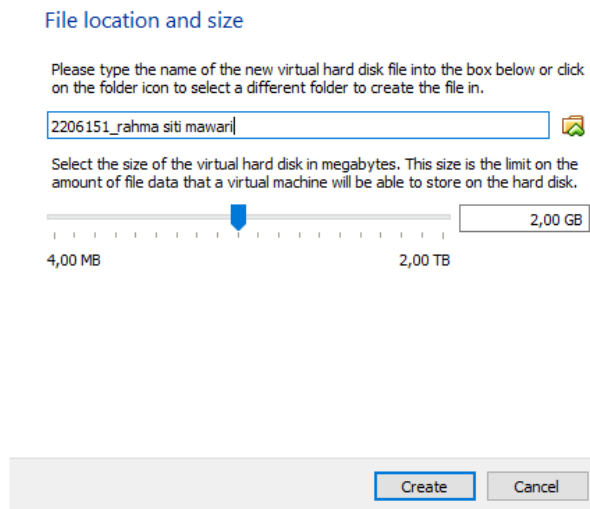 File location and size
Please type the name of the new virtual hard disk file into the box below or click
on the folder icon to select a different folder to create the file in.
2206151_rahma siti mawari
Select the size of the virtual hard disk in megabytes. This size is the limit on the
amount of file data that a virtual machine will be able to store on the hard disk.
2,00 GB
4,00 MB 2,00 TB
Create Cancel